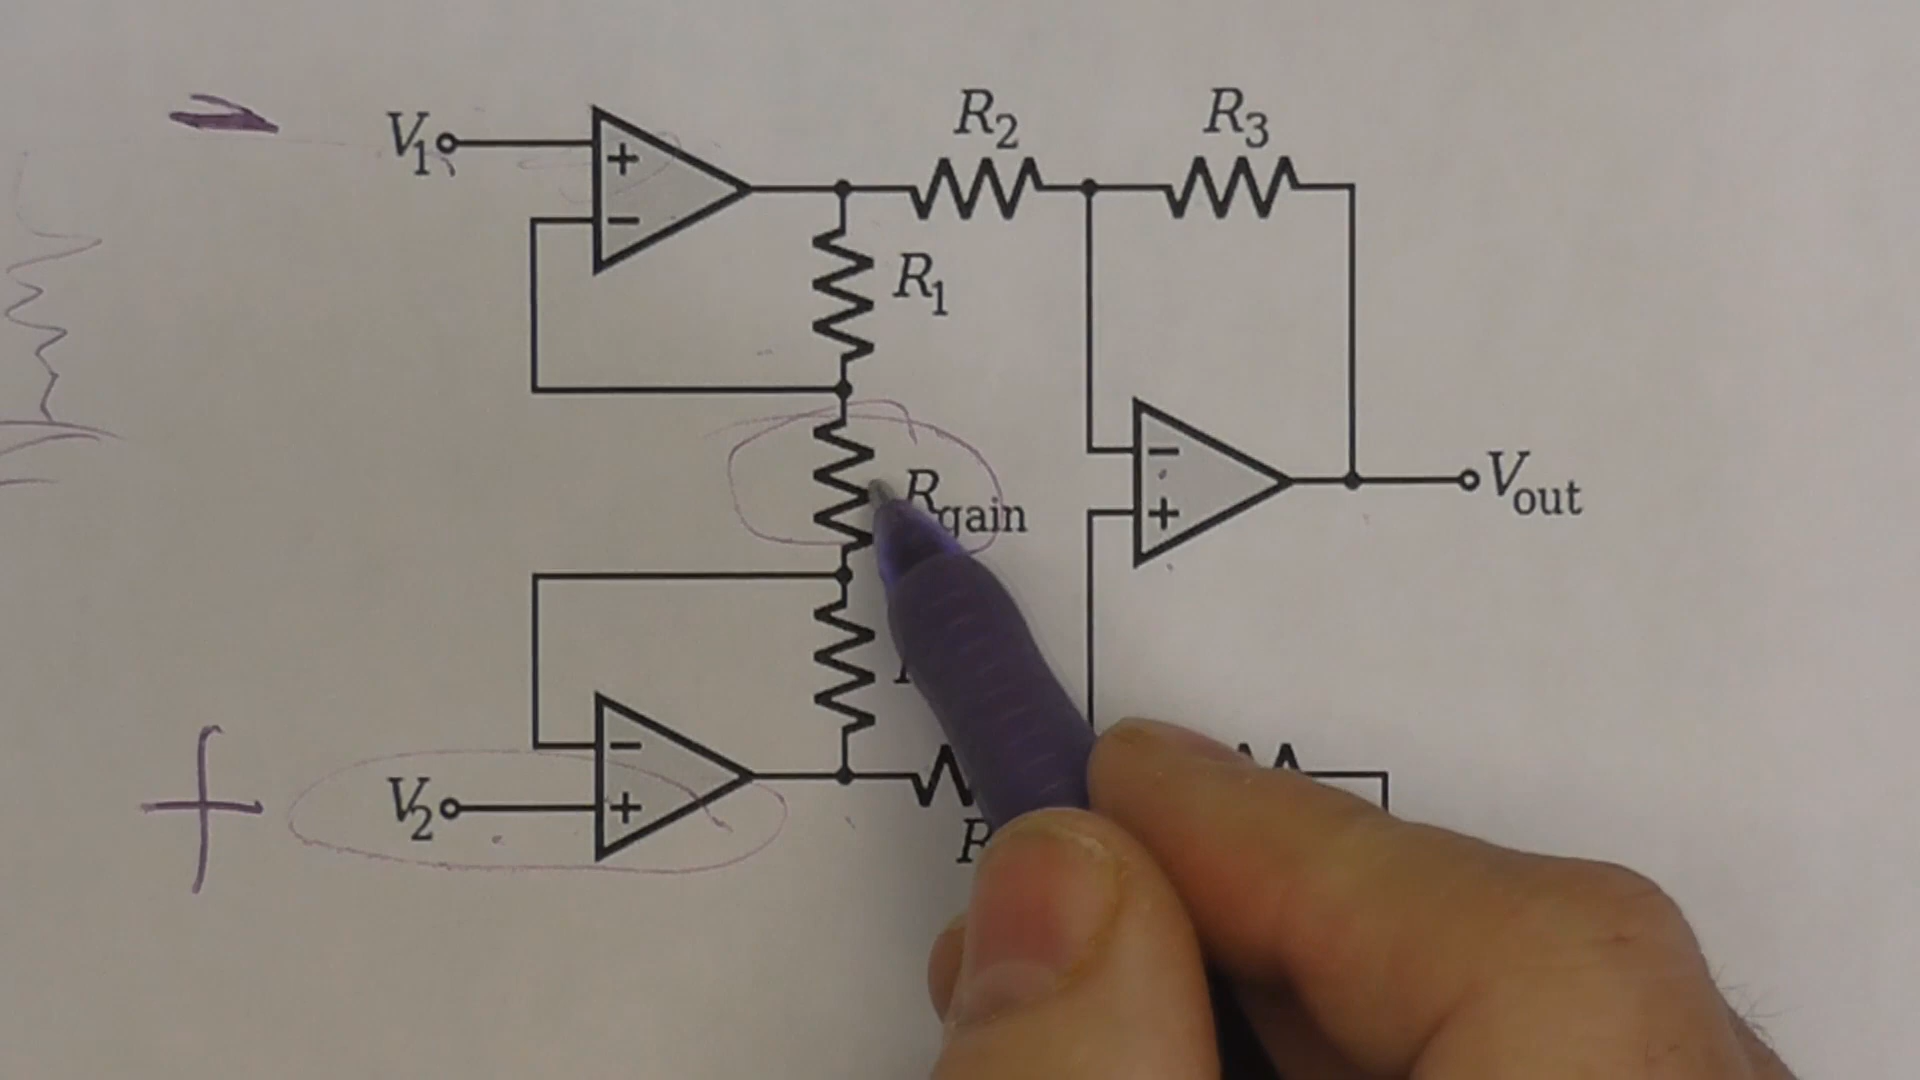 R2
R3
V1
+
−
R1
Rgain
−
+
Vout
−
V2
+
R
+